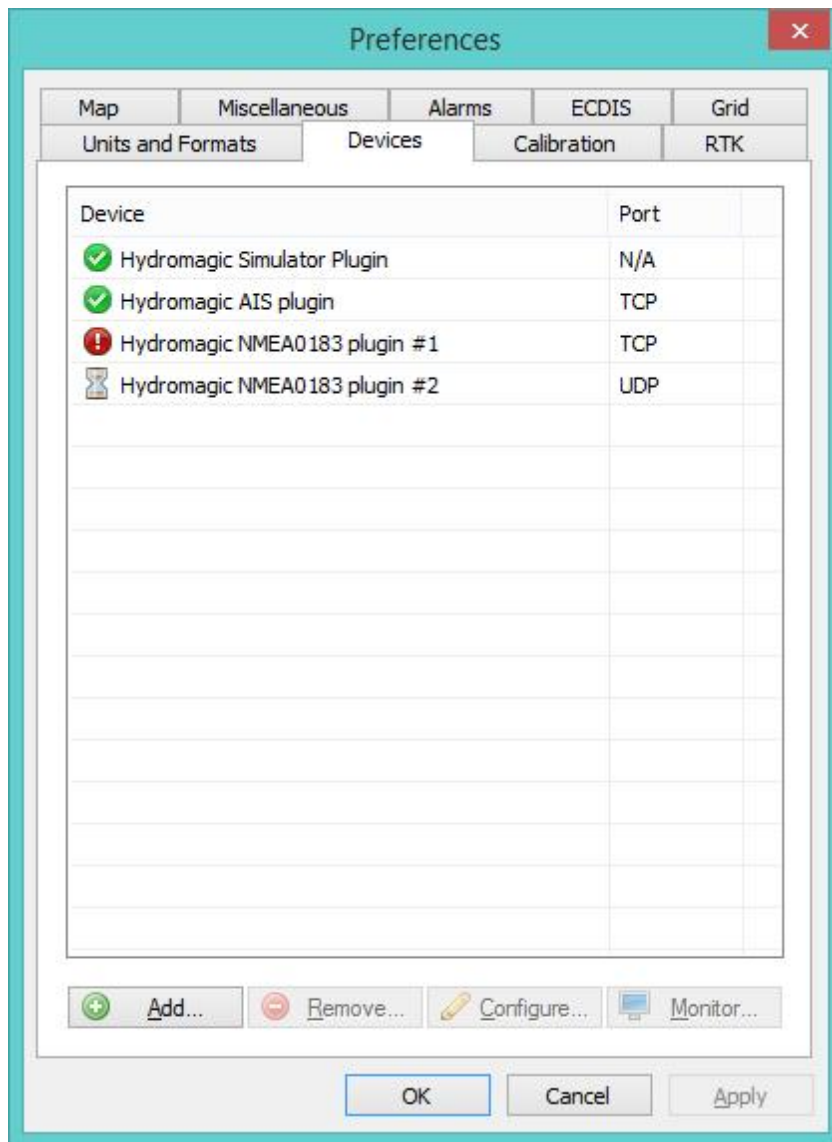 Preferences
Map Miscellaneous Alarms ECDIS Grid
Units and Formats Devices Calibration RTK
Device Port
Hydromagic Simulator Plugin N/A
Hydromagic AIS plugin TCP
Hydromagic NMEA0183 plugin #1 TCP
Hydromagic NMEA0183 plugin #2 UDP
Add... Remove... Configure... Monitor...
OK Cancel Apply